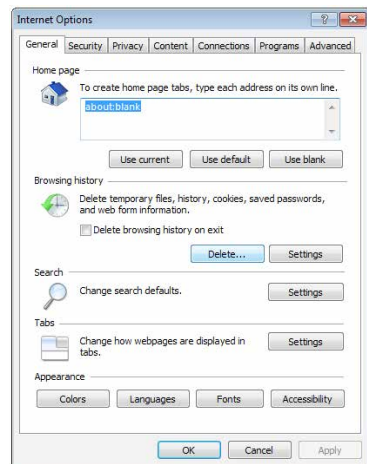 Internet Options
General Security Privacy Content Connections Programs Advanced
Home page
To create home page tabs, type each address on its own line.
about:blank
Use current Use default Use blank
Browsing history
Delete temporary files, history, cookies, saved passwords,
and web form information.
Delete browsing history on exit
Delete... Settings
Search
Change search defaults. Settings
Tabs
Change how webpages are displayed in
tabs.
Settings
Appearance
Colors Languages Fonts Accessibility
OK Cancel Apply